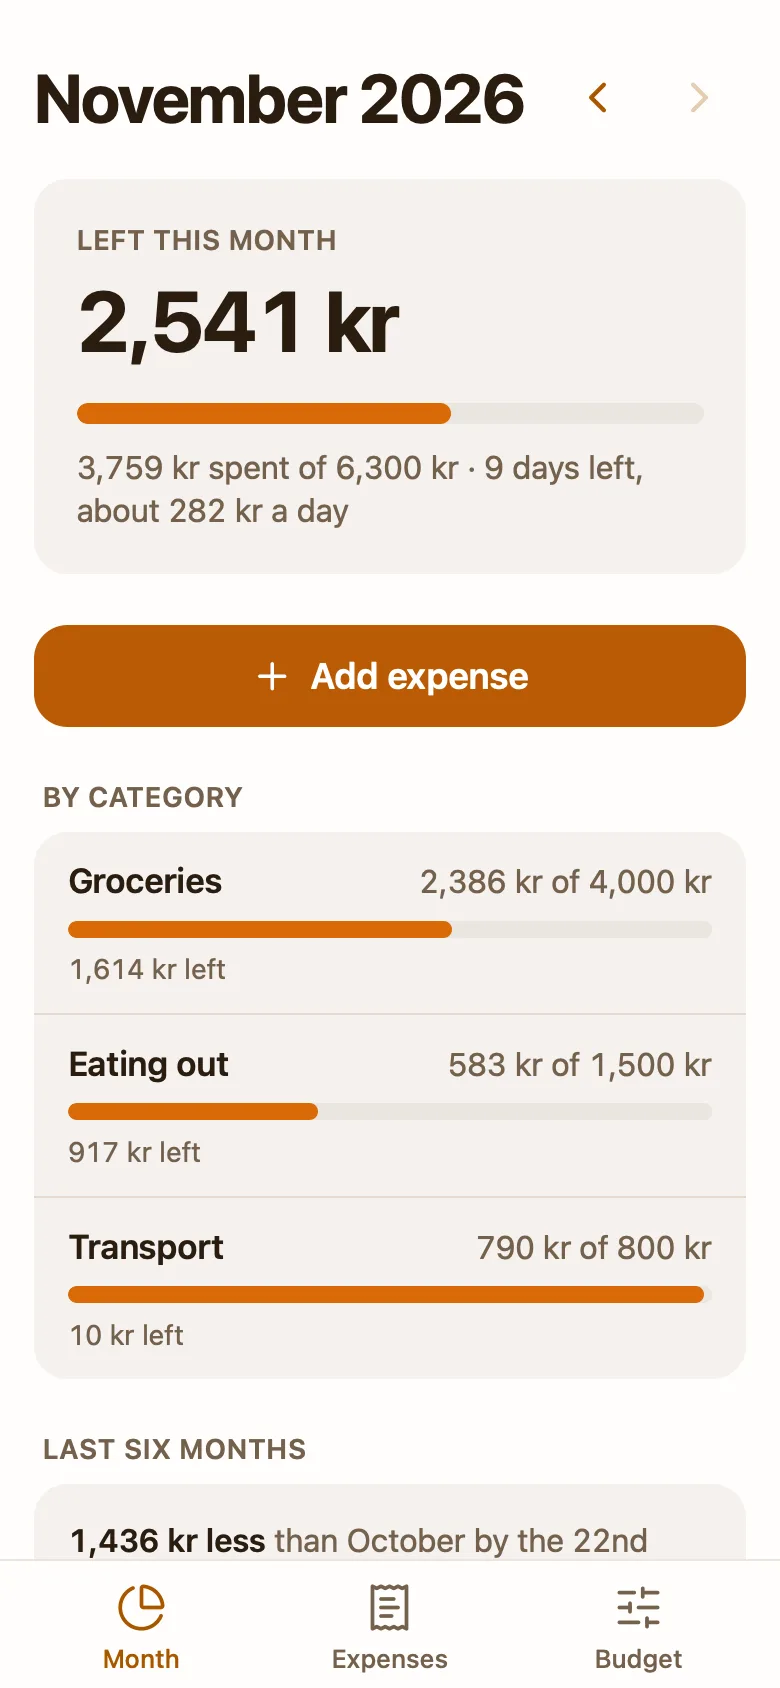 November 2026
LEFT THIS MONTH
2,541 kr
3,759 kr spent of 6,300 kr · 9 days left,
about 282 kr a day
Add expense
BY CATEGORY
Groceries 2,386 kr of 4,000 kr
1,614 kr left
Eating out 583 kr of 1,500 kr
917 kr left
Transport 790 kr of 800 kr
10 kr left
LAST SIX MONTHS
1,436 kr less than October by the 22nd
Month Expenses Budget